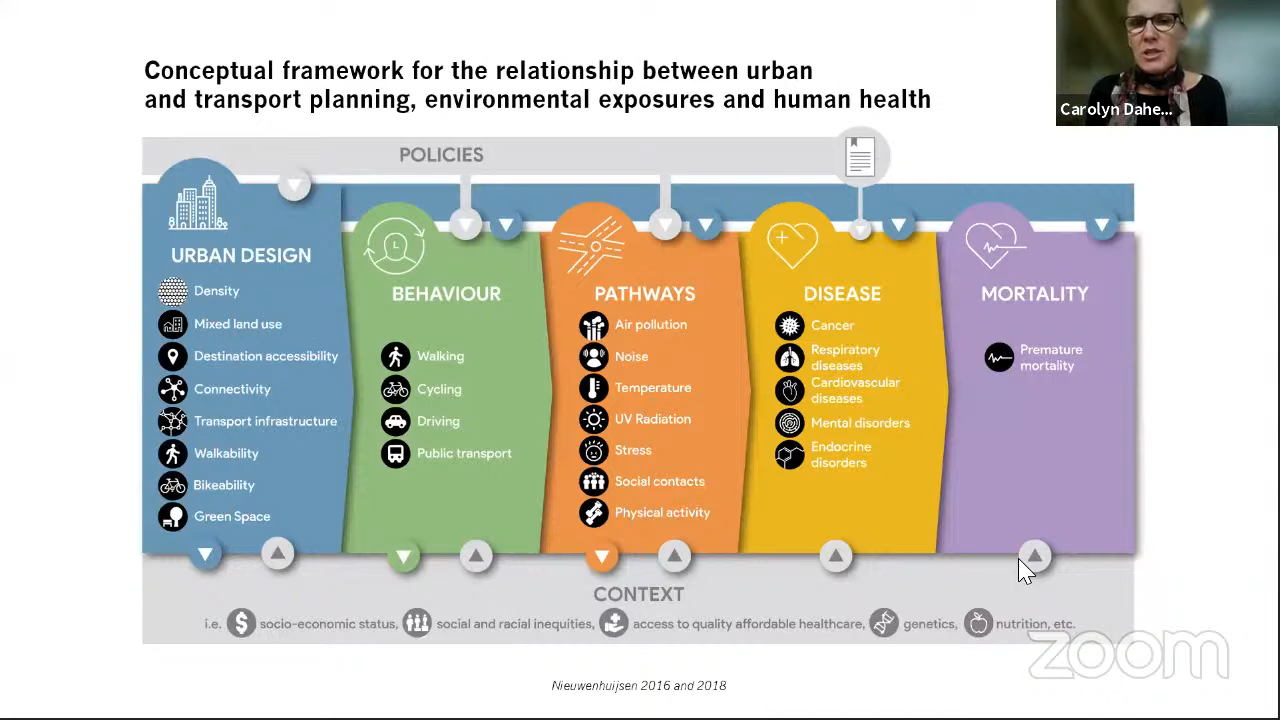 Conceptual framework for the relationship between urban
and transport planning, environmental exposures and human health
Carolyn Dahe...
POLICIES
URBAN DESIGN
Density
Mixed land use
Destination accessibility
Connectivity
Transport infrastructure
Walkability
Bikeability
Green Space
BEHAVIOUR
Walking
Cycling
Driving
Public transport
PATHWAYS
Air pollution
Noise
Temperature
UV Radiation
Stress
Social contacts
Physical activity
DISEASE
Cancer
Respiratory
diseases
Cardiovascular
diseases
Mental disorders
Endocrine
disorders
MORTALITY
Premature
mortality
CONTEXT
i.e. socio-economic status, social and racial inequities, access to quality affordable healthcare, genetics, nutrition, etc.
zoom
Nieuwenhuijsen 2016 and 2018